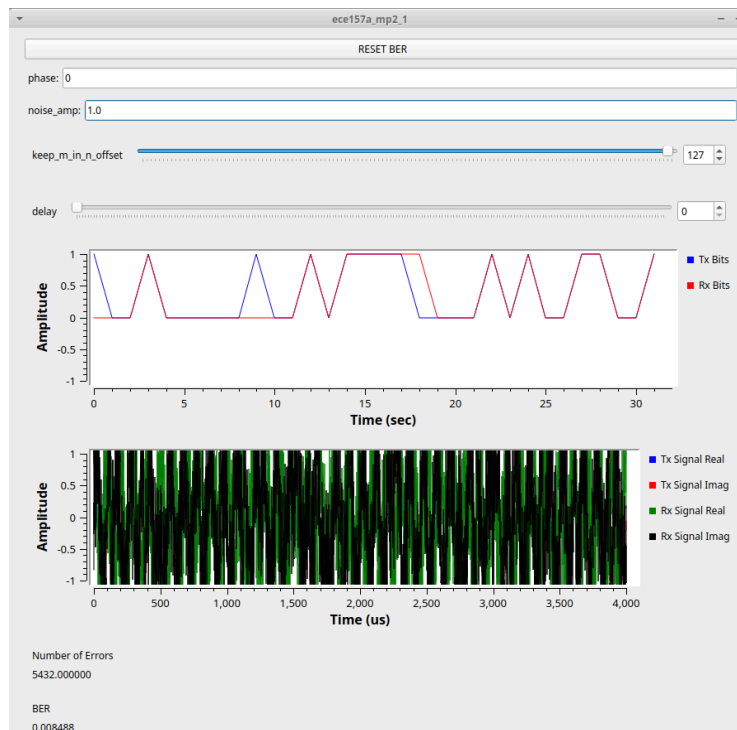 ece157a_mp2_1
RESET BER
phase: 0
noise_amp: 1.0
keep_m_in_n_offset 127
delay 0
1
0.5
0
-0.5
-1
Amplitude
0 5 10 15 20 25 30
Time (sec)
Tx Bits
Rx Bits
1
0.5
0
-0.5
-1
Amplitude
0 500 1,000 1,500 2,000 2,500 3,000 3,500 4,000
Time (us)
Tx Signal Real
Tx Signal Imag
Rx Signal Real
Rx Signal Imag
Number of Errors
5432.000000
BER
0.008488